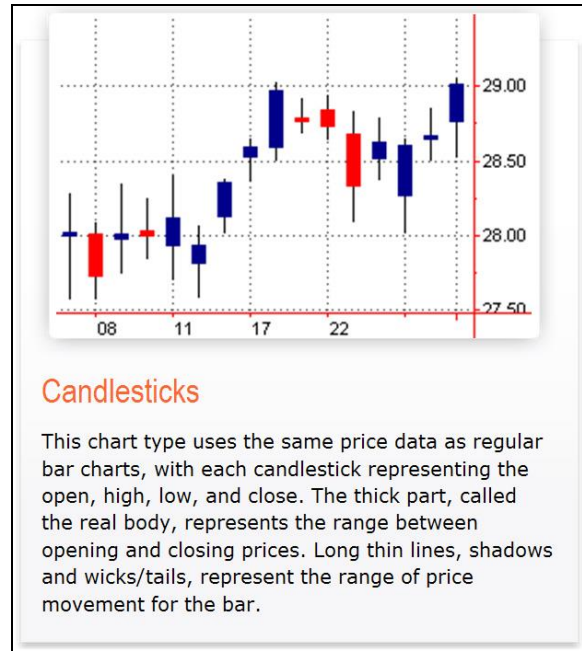 29.00
28.50
28.00
27.50
08 11 17 22
Candlesticks
This chart type uses the same price data as regular
bar charts, with each candlestick representing the
open, high, low, and close. The thick part, called
the real body, represents the range between
opening and closing prices. Long thin lines, shadows
and wicks/tails, represent the range of price
movement for the bar.